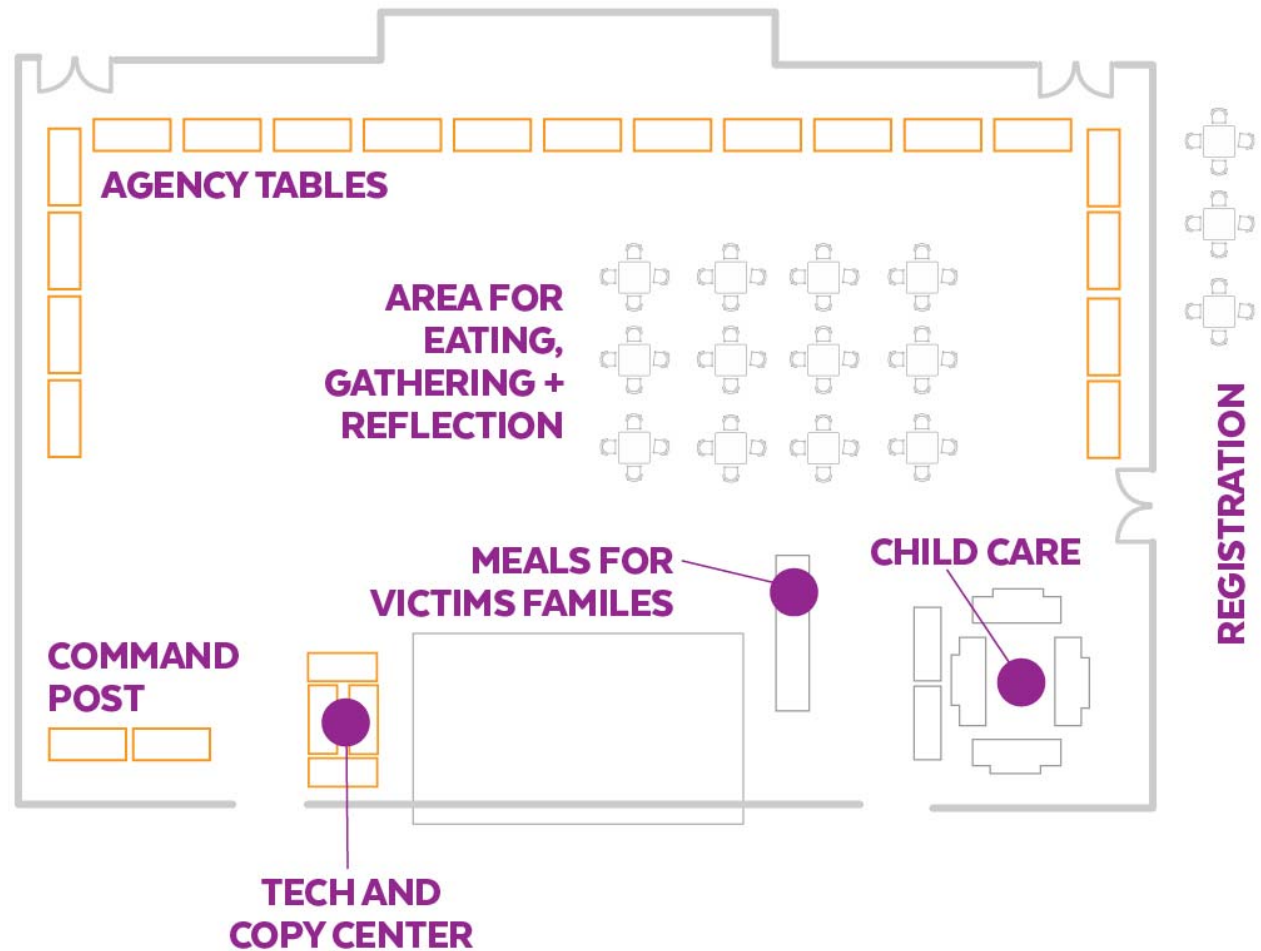 AGENCY TABLES
AREA FOR
EATING,
GATHERING +
REFLECTION
REGISTRATION
MEALS FOR
VICTIMS FAMILES
CHILD CARE
COMMAND
POST
TECH AND
COPY CENTER